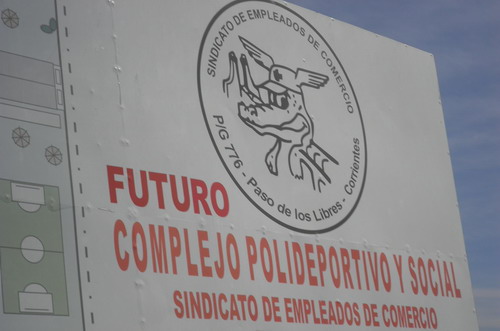 SINDICATO DE EMPLEADOS DE COMERCIO
P/G 776 - Paso de los Libres - Corrientes
FUTURO
COMPLEJO POLIDEPORTIVO Y SOCIAL
SINDICATO DE EMPLEADOS DE COMERCIO